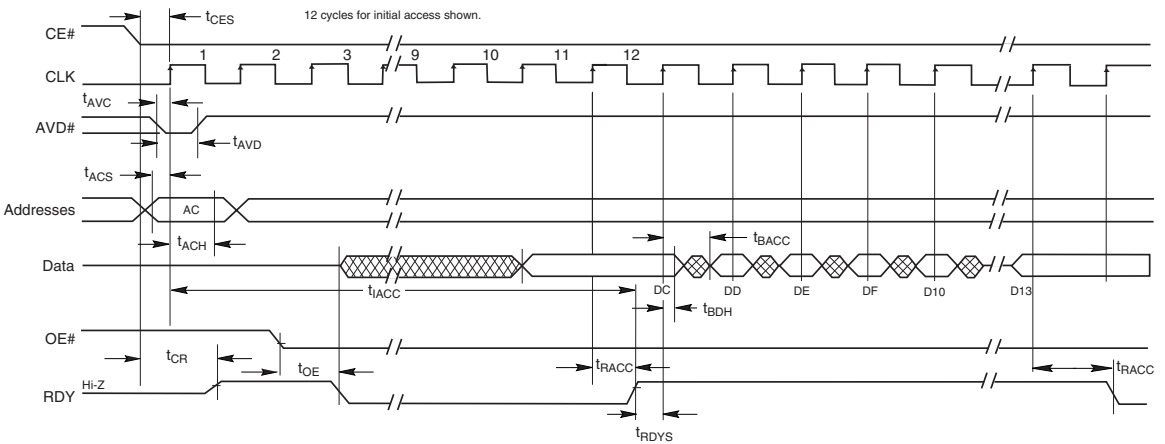 12 cycles for initial access shown.
tCES
CE#
1 2 3 9 10 11 12
CLK
tAVC
AVD#
tAVD
tACS
Addresses
AC
tACH
tBACC
Data
tIACC
DC DD DE DF D10 D13
tBDH
OE#
tCR
tOE
tRACC
tRACC
Hi-Z
RDY
tRDYS